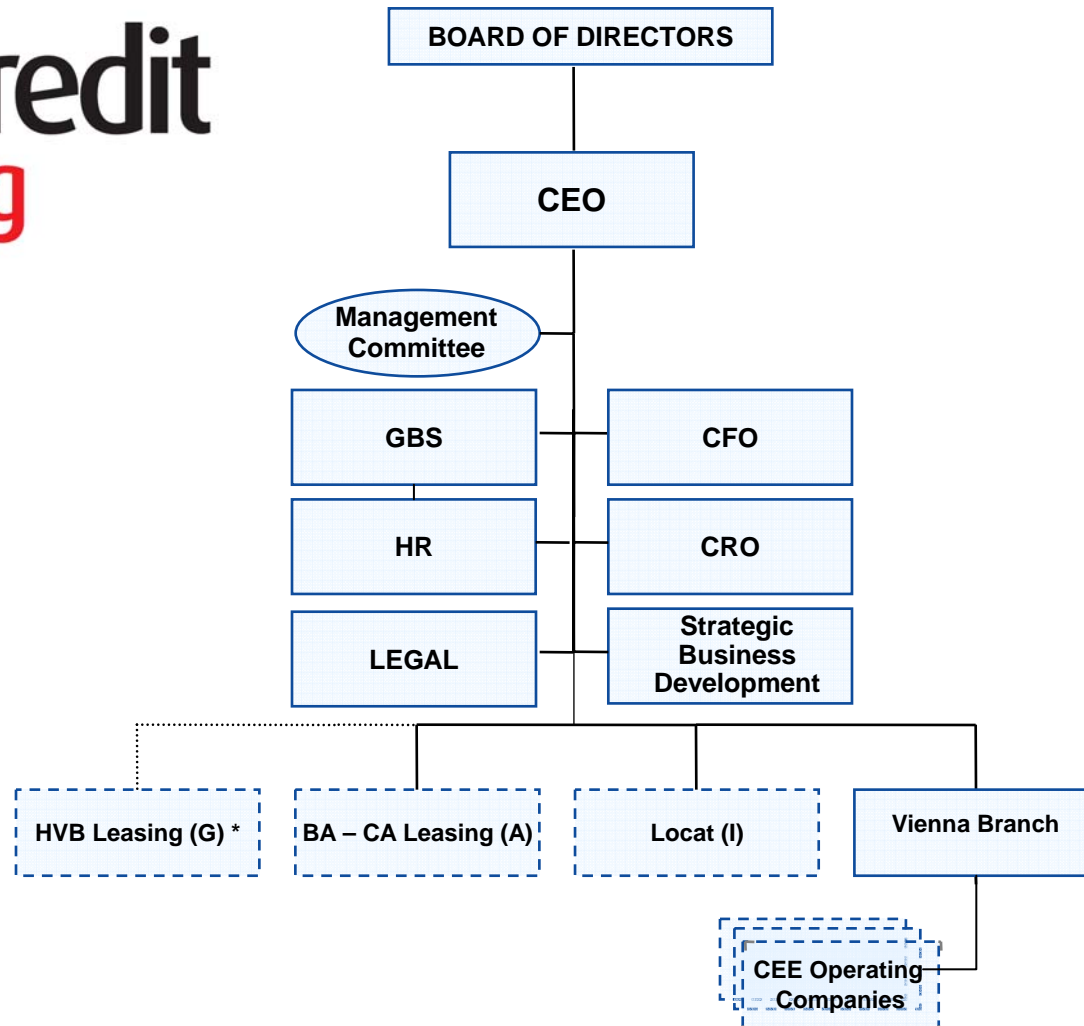 redit
g
BOARD OF DIRECTORS
CEO
Management
Committee
GBS
CFO
HR
CRO
LEGAL
Strategic
Business
Development
HVB Leasing (G) *
BA – CA Leasing (A)
Locat (I)
Vienna Branch
CEE Operating
Companies